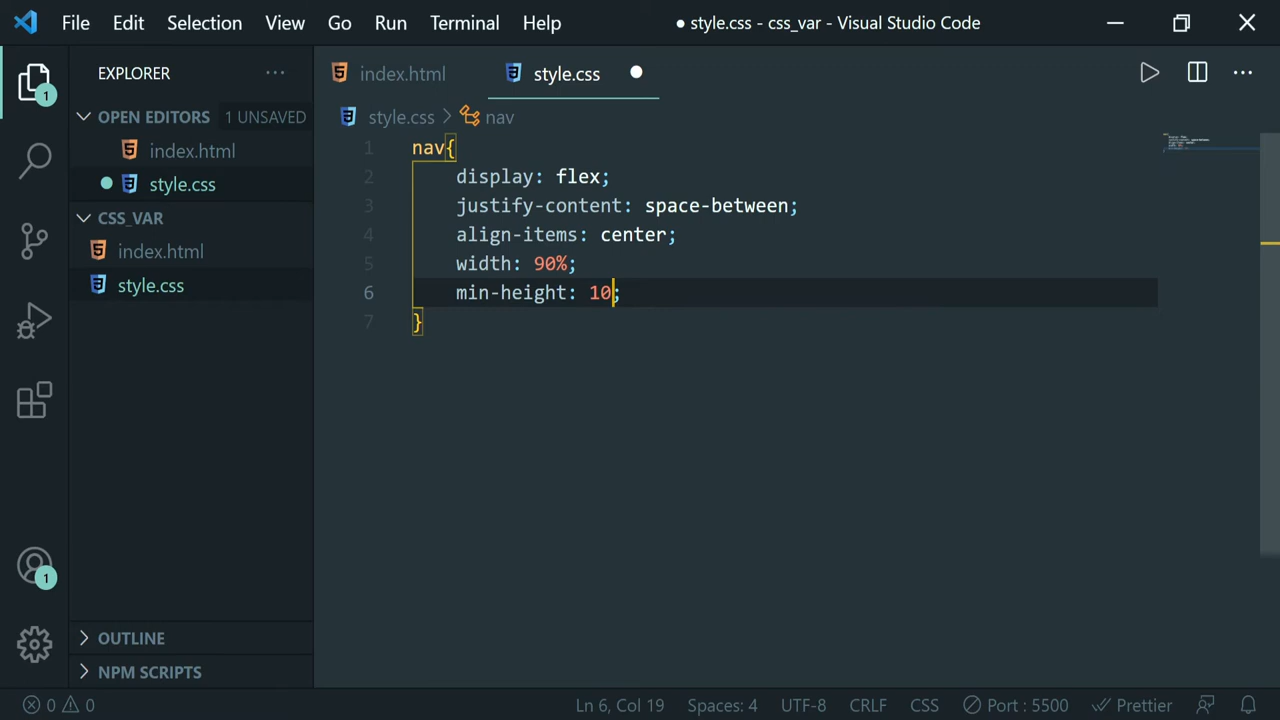 File Edit Selection View Go Run Terminal Help
● style.css - css_var - Visual Studio Code
EXPLORER
index.html
style.css
1
OPEN EDITORS 1 UNSAVED
index.html
style.css
CSS_VAR
index.html
style.css
style.css > nav
1 nav{
2 display: flex;
3 justify-content: space-between;
4 align-items: center;
5 width: 90%;
6 min-height: 10;
7 }
1
OUTLINE
NPM SCRIPTS
0 0
Ln 6, Col 19 Spaces: 4 UTF-8 CRLF CSS Port : 5500 Prettier